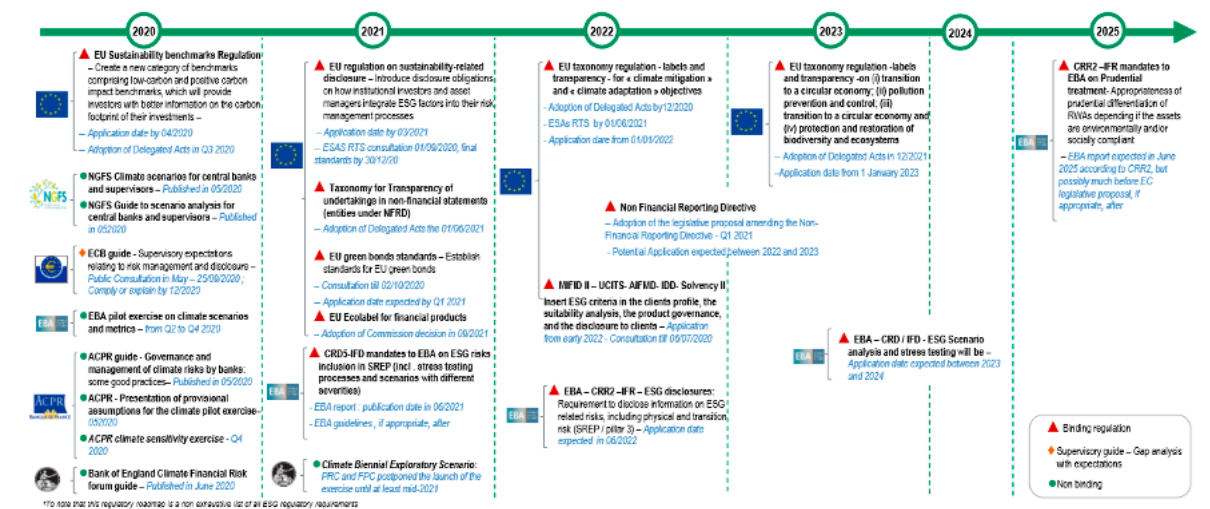 2020
2021
2022
2023
2024
2025
EU Sustainability benchmarks Regulation
– Create a new category of benchmarks
comprising low-carbon and positive carbon
impact benchmarks, which will provide
investors with better information on the carbon
footprint of their investments –
– Application date by 04/2020
– Adoption of Delegated Acts in Q3 2020
NGFS
NGFS Climate scenarios for central banks
and supervisors – Published in 05/2020
NGFS Guide to scenario analysis for
central banks and supervisors – Published
in 052020
ECB guide - Supervisory expectations
relating to risk management and disclosure –
Public Consultation in May – 25/09/2020 ;
Comply or explain by 12/2020
EBA
EBA pilot exercise on climate scenarios
and metrics – from Q2 to Q4 2020
ACPR
BANQUE DE FRANCE
ACPR guide - Governance and
management of climate risks by banks:
some good practices– Published in 05/2020
ACPR - Presentation of provisional
assumptions for the climate pilot exercise–
052020
ACPR climate sensitivity exercise - Q4
2020
Bank of England Climate Financial Risk
forum guide – Published in June 2020
*To note that this regulatory roadmap is a non exhaustive list of all ESG regulatory requirements
EU regulation on sustainability-related
disclosure – Introduce disclosure obligations
on how institutional investors and asset
managers integrate ESG factors into their risk
management processes
– Application date by 03/2021
– ESAS RTS consultation 01/09/2020, final
standards by 30/12/20
Taxonomy for Transparency of
undertakings in non-financial statements
(entities under NFRD)
– Adoption of Delegated Acts the 01/06/2021
EU green bonds standards – Establish
standards for EU green bonds
– Consultation till 02/10/2020
– Application date expected by Q1 2021
EU Ecolabel for financial products
– Adoption of Commission decision in 09/2021
EBA
CRD5-IFD mandates to EBA on ESG risks
inclusion in SREP (incl . stress testing
processes and scenarios with different
severities)
- EBA report : publication date in 06/2021
- EBA guidelines , if appropriate, after
Climate Biennial Exploratory Scenario:
PRC and FPC postponed the launch of the
exercise until at least mid-2021
EU taxonomy regulation - labels and
transparency - for « climate mitigation »
and « climate adaptation » objectives
- Adoption of Delegated Acts by12/2020
- ESAs RTS by 01/06/2021
- Application dare from 01/01/2022
Non Financial Reporting Directive
– Adoption of the legislative proposal amending the Non-
Financial Reporting Directive - Q1 2021
- Potential Application expected between 2022 and 2023
MIFID II – UCITS- AIFMD- IDD- Solvency II
Insert ESG criteria in the clients profile, the
suitability analysis, the product governance,
and the disclosure to clients – Application
from early 2022 - Consultation till 06/07/2020
EBA
EBA – CRR2 –IFR – ESG disclosures:
Requirement to disclose information on ESG
related risks, including physical and transition
risk (SREP / pillar 3) – Application date
expected in 06/2022
EU taxonomy regulation -labels
and transparency -on (i) transition
to a circular economy; (ii) pollution
prevention and control; (iii)
transition to a circular economy and
(iv) protection and restoration of
biodiversity and ecosystems
– Adoption of Delegated Acts in 12/2021
–Application date from 1 January 2023
EBA
EBA – CRD / IFD - ESG Scenario
analysis and stress testing will be –
Application date expected between 2023
and 2024
EBA
CRR2 –IFR mandates to
EBA on Prudential
treatment- Appropriateness of
prudential differentiation of
RWAs depending if the assets
are environmentally and/or
socially compliant
– EBA report expected in June
2025 according to CRR2, but
possibly much before EC
legislative proposal, if
appropriate, after
Binding regulation
Supervisory guide – Gap analysis
with expectations
Non binding